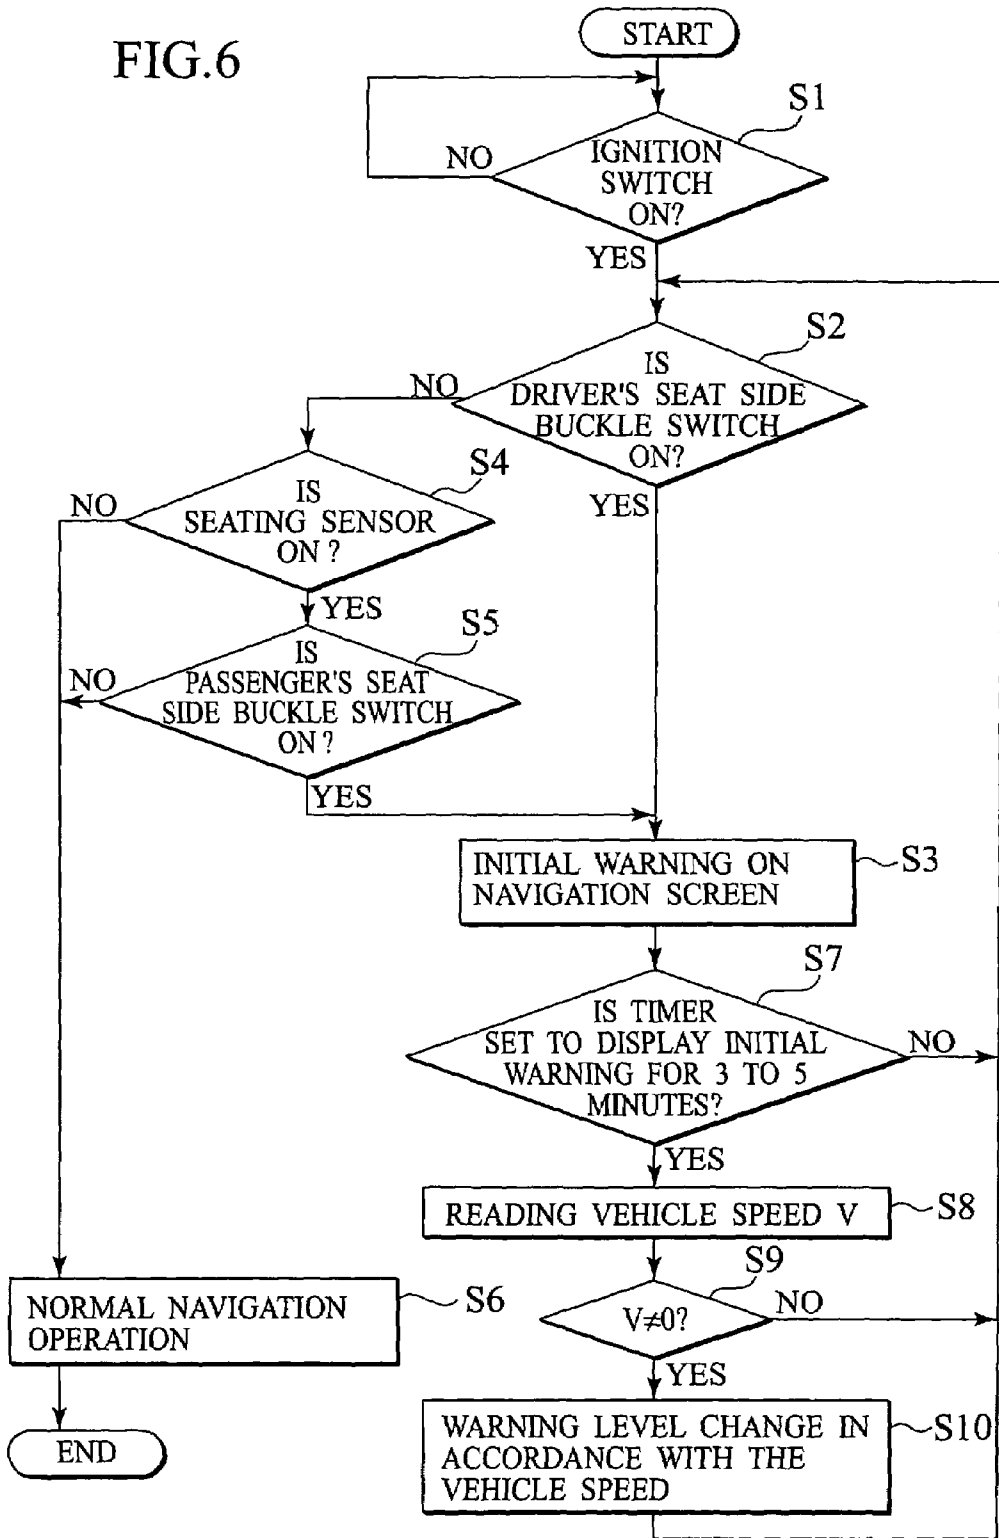 FIG.6
START
S1
NO
IGNITION
SWITCH
ON?
YES
S2
NO
IS
DRIVER'S SEAT SIDE
BUCKLE SWITCH
ON?
YES
S4
NO
IS
SEATING SENSOR
ON ?
YES
S5
NO
IS
PASSENGER'S SEAT
SIDE BUCKLE SWITCH
ON ?
YES
INITIAL WARNING ON
NAVIGATION SCREEN
S3
S7
IS TIMER
SET TO DISPLAY INITIAL
WARNING FOR 3 TO 5
MINUTES?
NO
YES
READING VEHICLE SPEED V
S8
S9
V≠0?
NO
YES
NORMAL NAVIGATION
OPERATION
S6
WARNING LEVEL CHANGE IN
ACCORDANCE WITH THE
VEHICLE SPEED
S10
END